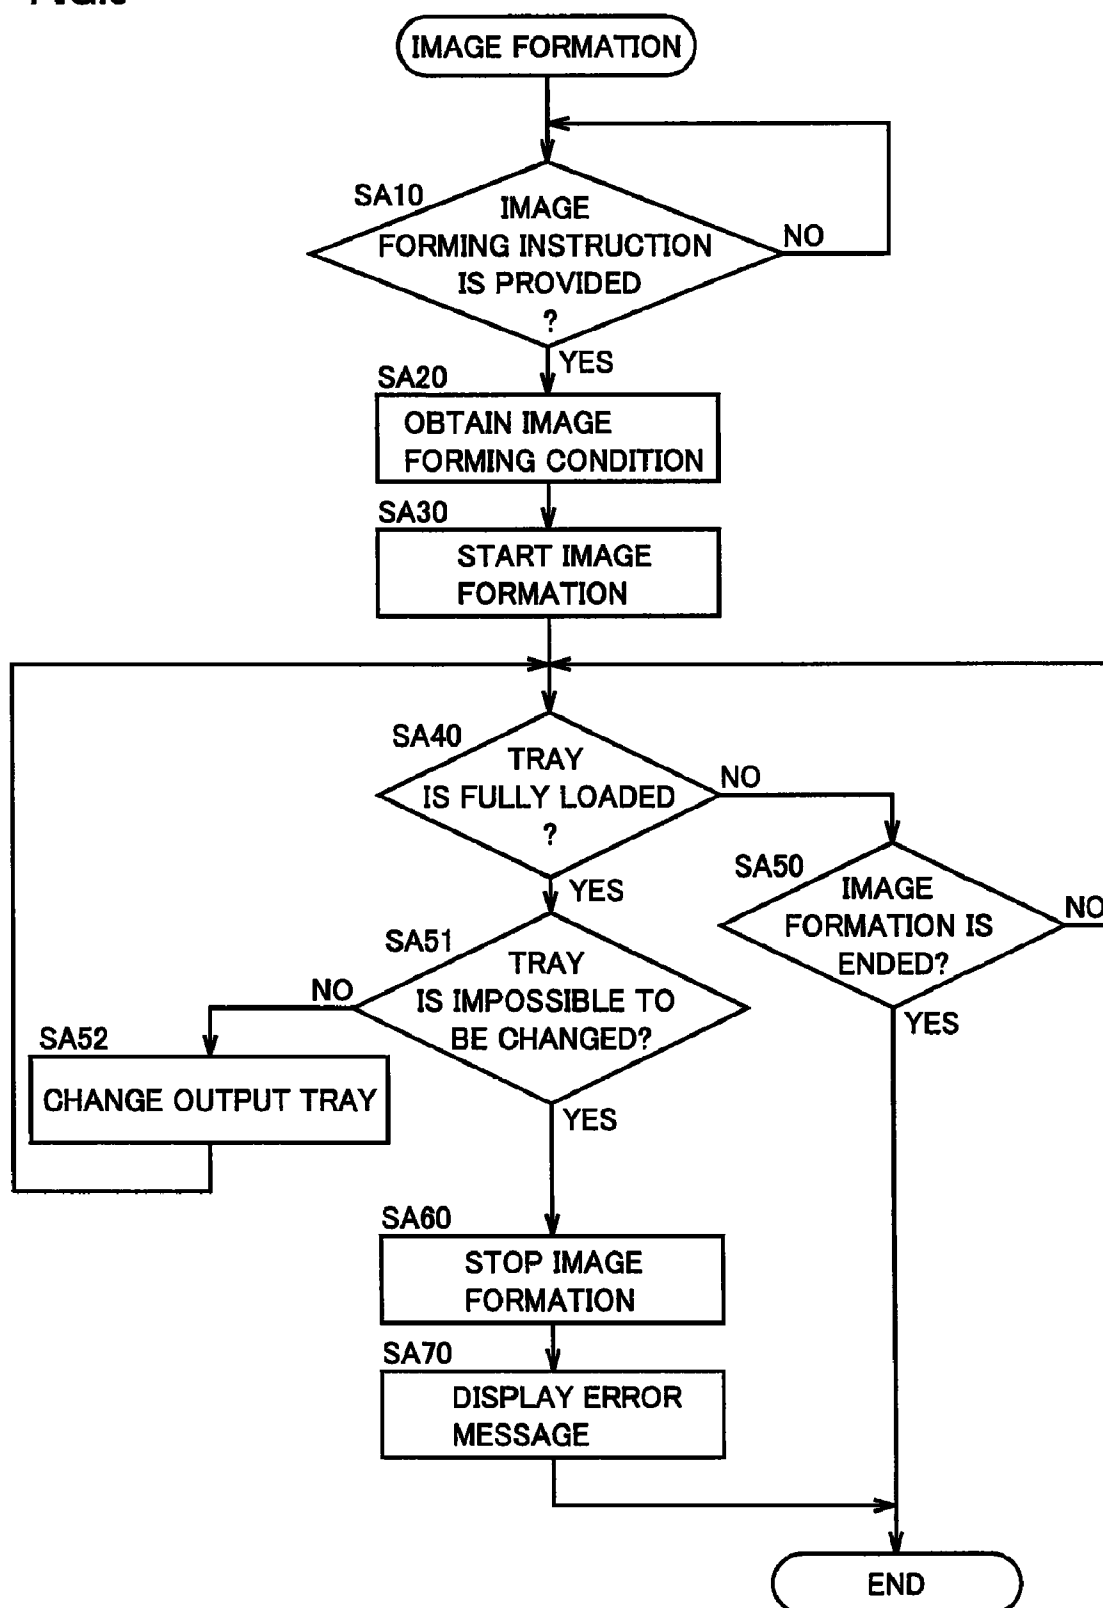 IMAGE FORMATION
SA10
IMAGE
FORMING INSTRUCTION
IS PROVIDED
?
NO
YES
SA20
OBTAIN IMAGE
FORMING CONDITION
SA30
START IMAGE
FORMATION
SA40
TRAY
IS FULLY LOADED
?
NO
YES
SA50
IMAGE
FORMATION IS
ENDED?
NO
YES
SA51
TRAY
IS IMPOSSIBLE TO
BE CHANGED?
NO
YES
SA52
CHANGE OUTPUT TRAY
SA60
STOP IMAGE
FORMATION
SA70
DISPLAY ERROR
MESSAGE
END